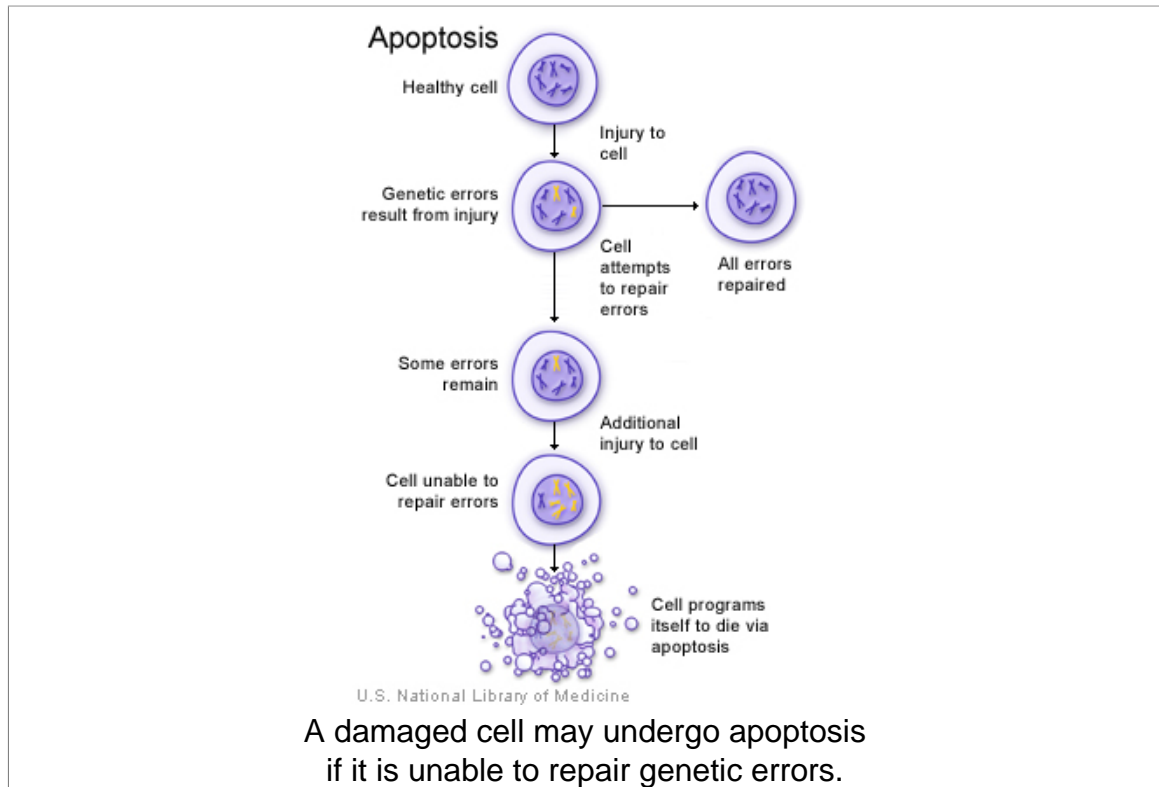 Apoptosis
Healthy cell
Injury to
cell
Genetic errors
result from injury
Cell
attempts
to repair
errors
All errors
repaired
Some errors
remain
Additional
injury to cell
Cell unable to
repair errors
Cell programs
itself to die via
apoptosis
U.S. National Library of Medicine
A damaged cell may undergo apoptosis
if it is unable to repair genetic errors.